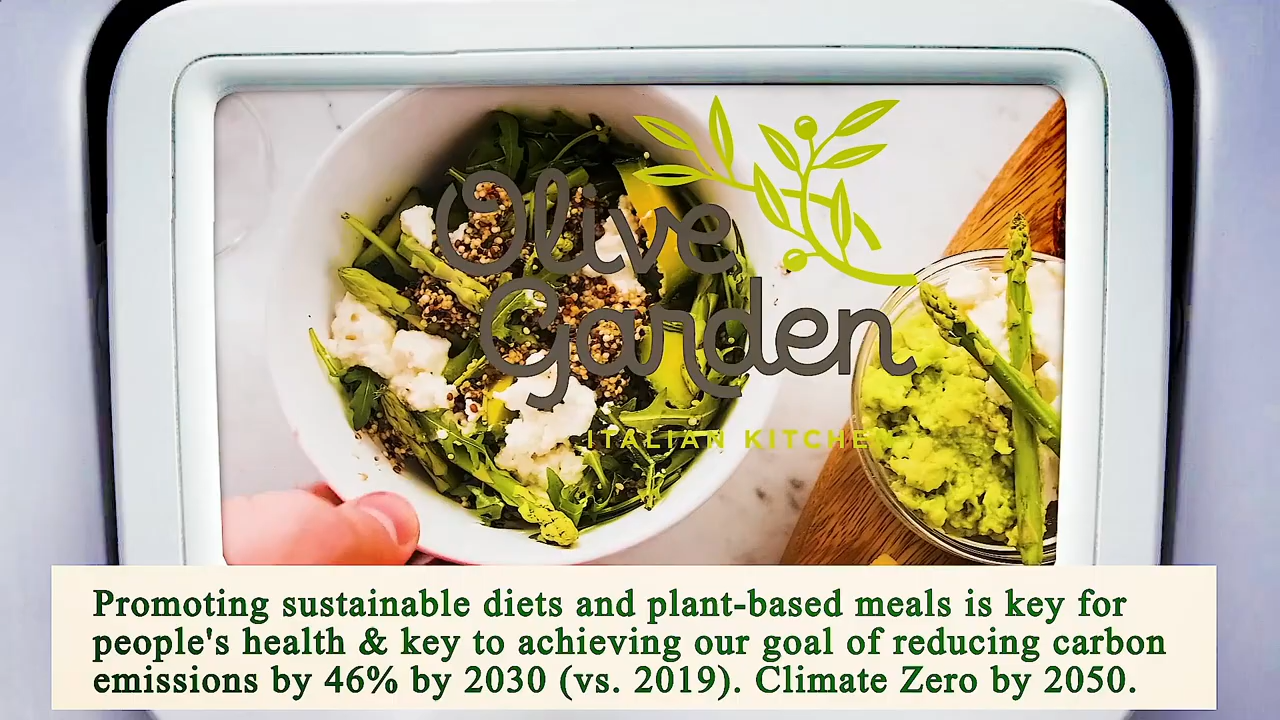 Olive
Garden
ITALIAN KITCHEN
Promoting sustainable diets and plant-based meals is key for
people's health & key to achieving our goal of reducing carbon
emissions by 46% by 2030 (vs. 2019). Climate Zero by 2050.